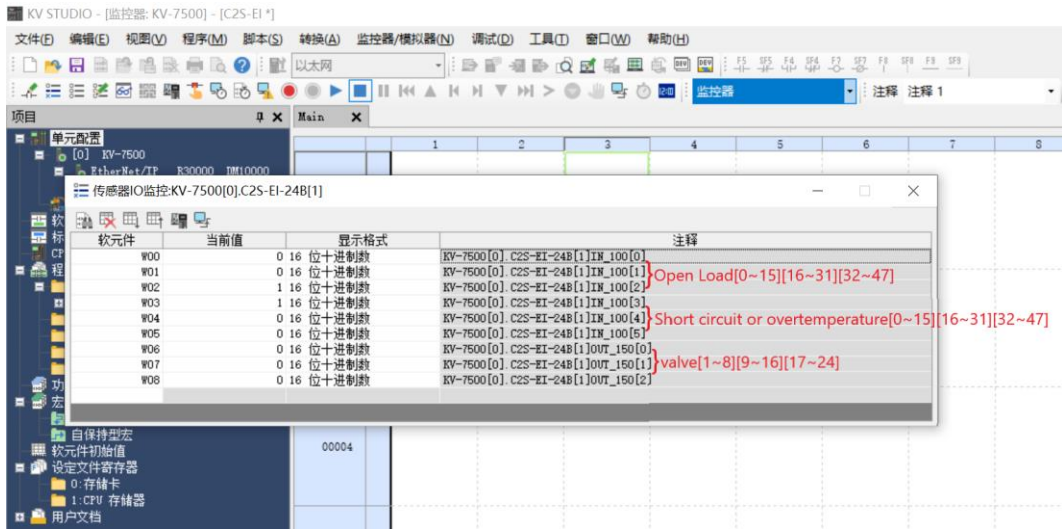 KV STUDIO - [监控器: KV-7500] - [C2S-EI *]
文件(F) 编辑(E) 视图(V) 程序(M) 脚本(S) 转换(A) 监控器/模拟器(N) 调试(D) 工具(T) 窗口(W) 帮助(H)
以太网
监控器 注释 注释 1
项目 Main
单元配置
[0] KV-7500
EtherNet/IP R30000 DM10000
1 2 3 4 5 6 7 8
传感器IO监控:KV-7500[0].C2S-EI-24B[1]
软元件 当前值 显示格式 注释
W00 0 16 位十进制数 KV-7500[0].C2S-EI-24B[1]IN_100[0]
W01 0 16 位十进制数 KV-7500[0].C2S-EI-24B[1]IN_100[1]
Open Load[0~15][16~31][32~47]
W02 1 16 位十进制数 KV-7500[0].C2S-EI-24B[1]IN_100[2]
W03 1 16 位十进制数 KV-7500[0].C2S-EI-24B[1]IN_100[3]
W04 0 16 位十进制数 KV-7500[0].C2S-EI-24B[1]IN_100[4]
Short circuit or overtemperature[0~15][16~31][32~47]
W05 0 16 位十进制数 KV-7500[0].C2S-EI-24B[1]IN_100[5]
W06 0 16 位十进制数 KV-7500[0].C2S-EI-24B[1]OUT_150[0]
W07 0 16 位十进制数 KV-7500[0].C2S-EI-24B[1]OUT_150[1]
valve[1~8][9~16][17~24]
W08 0 16 位十进制数 KV-7500[0].C2S-EI-24B[1]OUT_150[2]
软
标
CP
程
功
宏
自保持型宏
00004
软元件初始值
设定文件寄存器
0:存储卡
1:CPU 存储器
用户文档